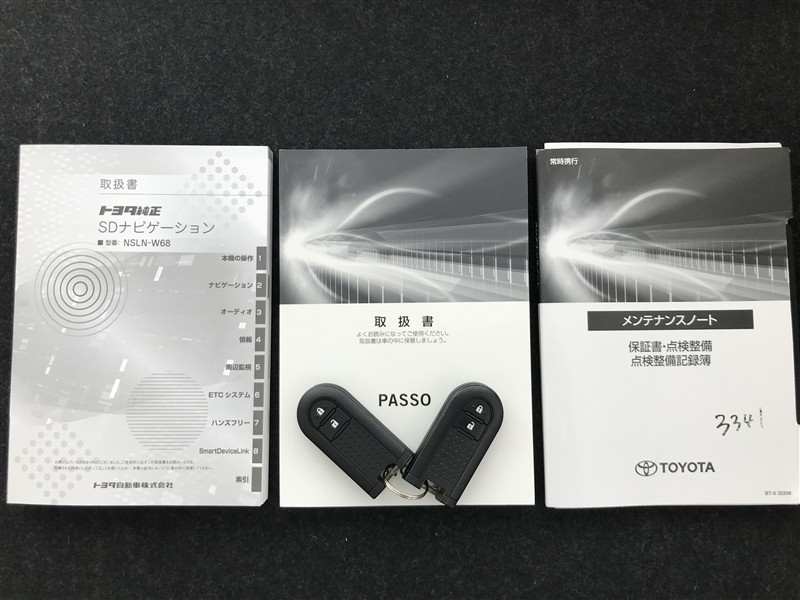 取扱書
トヨタ純正
SDナビゲーション
■ 型番: NSLN-W68
本機の操作 1
ナビゲーション 2
オーディオ 3
情報 4
周辺監視 5
ETC システム 6
ハンズフリー 7
SmartDeviceLink 8
索引
トヨタ自動車株式会社
取扱書
よくお読みになってご使用ください。
取扱書は車の中に保管しましょう。
PASSO
常時携行
メンテナンスノート
保証書・点検整備
点検整備記録簿
334
TOYOTA